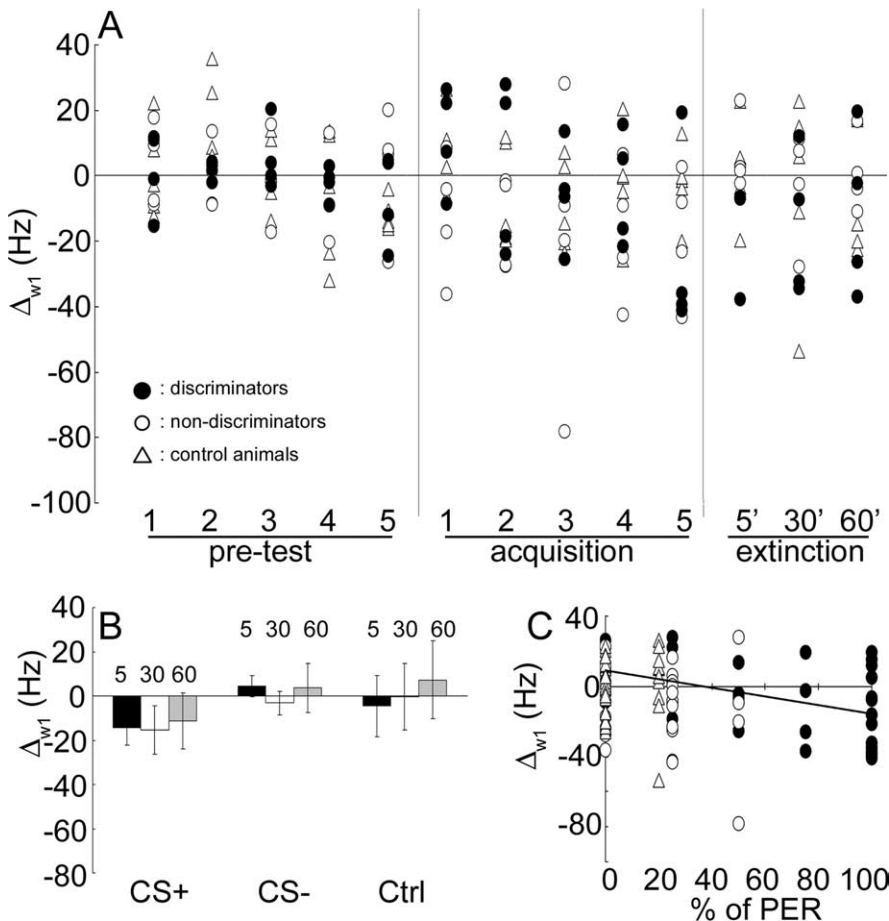 A
40
20
0
-20
-40
-60
-80
-100
Δw1 (Hz)
: discriminators
: non-discriminators
: control animals
1 2 3 4 5 1 2 3 4 5 5’ 30’ 60’
pre-test acquisition extinction
B
40
20
0
-20
-40
-60
-80
Δw1 (Hz)
5 30 60 5 30 60 5 30 60
CS+ CS- Ctrl
C
40
0
-40
-80
Δw1 (Hz)
0 20 40 60 80 100
% of PER